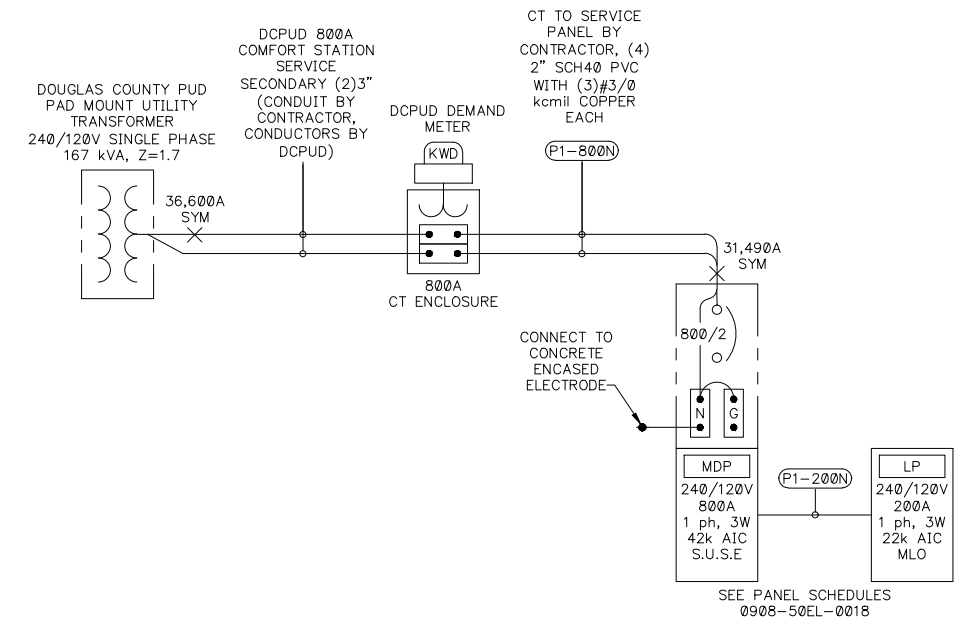 DOUGLAS COUNTY PUD
PAD MOUNT UTILITY
TRANSFORMER
240/120V SINGLE PHASE
167 kVA, Z=1.7
36,600A
SYM
DCPUD 800A
COMFORT STATION
SERVICE
SECONDARY (2)3"
(CONDUIT BY
CONTRACTOR,
CONDUCTORS BY
DCPUD)
DCPUD DEMAND
METER
KWD
800A
CT ENCLOSURE
CT TO SERVICE
PANEL BY
CONTRACTOR, (4)
2" SCH40 PVC
WITH (3)#3/0
kcmil COPPER
EACH
P1-800N
31,490A
SYM
800/2
CONNECT TO
CONCRETE
ENCASED
ELECTRODE
N
G
MDP
240/120V
800A
1 ph, 3W
42k AIC
S.U.S.E
P1-200N
LP
240/120V
200A
1 ph, 3W
22k AIC
MLO
SEE PANEL SCHEDULES
0908-50EL-0018